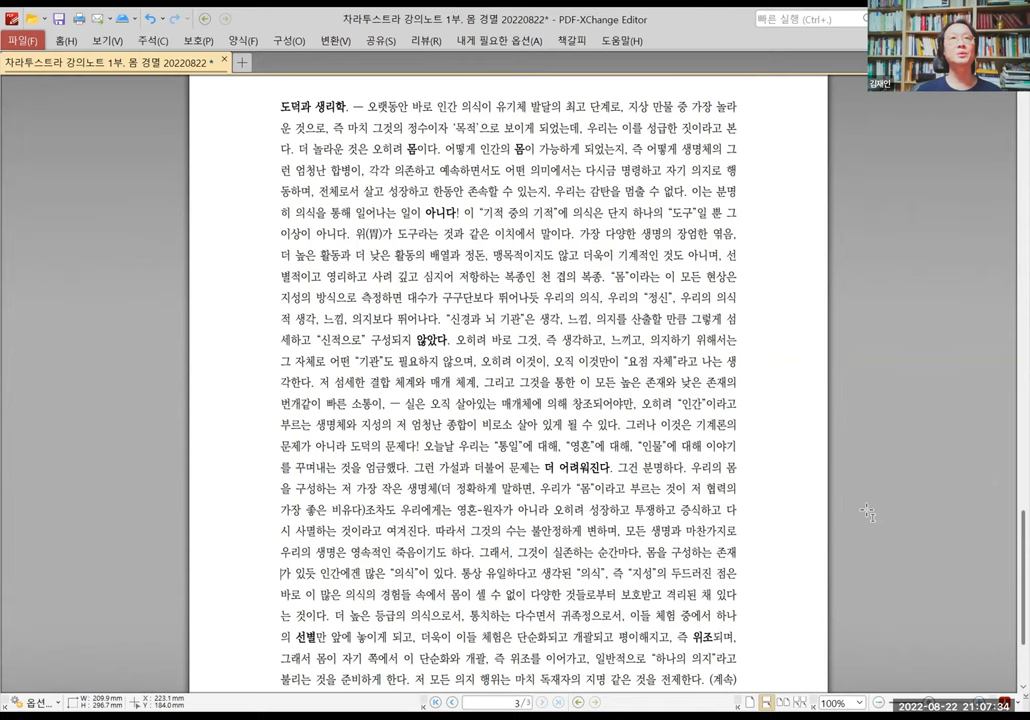 차라투스트라 강의노트 1부. 몸 경멸 20220822* - PDF-XChange Editor
빠른 실행 (Ctrl+.)
파일(F) 홈(H) 보기(V) 주석(C) 보호(P) 양식(F) 구성(O) 변환(V) 공유(S) 리뷰(R) 내게 필요한 옵션(A) 책갈피 도움말(H)
차라투스트라 강의노트 1부. 몸 경멸 20220822 *
김재인
도덕과 생리학. ― 오랫동안 바로 인간 의식이 유기체 발달의 최고 단계로, 지상 만물 중 가장 놀라
운 것으로, 즉 마치 그것의 정수이자 ‘목적’으로 보이게 되었는데, 우리는 이를 성급한 짓이라고 본
다. 더 놀라운 것은 오히려 몸이다. 어떻게 인간의 몸이 가능하게 되었는지, 즉 어떻게 생명체의 그
런 엄청난 합병이, 각각 의존하고 예속하면서도 어떤 의미에서는 다시금 명령하고 자기 의지로 행
동하며, 전체로서 살고 성장하고 한동안 존속할 수 있는지, 우리는 감탄을 멈출 수 없다. 이는 분명
히 의식을 통해 일어나는 일이 아니다! 이 “기적 중의 기적”에 의식은 단지 하나의 “도구”일 뿐 그
이상이 아니다. 위(胃)가 도구라는 것과 같은 이치에서 말이다. 가장 다양한 생명의 장엄한 엮음,
더 높은 활동과 더 낮은 활동의 배열과 정돈, 맹목적이지도 않고 더욱이 기계적인 것도 아니며, 선
별적이고 영리하고 사려 깊고 심지어 저항하는 복종인 천 겹의 복종. “몸”이라는 이 모든 현상은
지성의 방식으로 측정하면 대수가 구구단보다 뛰어나듯 우리의 의식, 우리의 “정신”, 우리의 의식
적 생각, 느낌, 의지보다 뛰어나다. “신경과 뇌 기관”은 생각, 느낌, 의지를 산출할 만큼 그렇게 섬
세하고 “신적으로” 구성되지 않았다. 오히려 바로 그것, 즉 생각하고, 느끼고, 의지하기 위해서는
그 자체로 어떤 “기관”도 필요하지 않으며, 오히려 이것이, 오직 이것만이 “요점 자체”라고 나는 생
각한다. 저 섬세한 결합 체계와 매개 체계, 그리고 그것을 통한 이 모든 높은 존재와 낮은 존재의
번개같이 빠른 소통이, ― 실은 오직 살아있는 매개체에 의해 창조되어야만, 오히려 “인간”이라고
부르는 생명체와 지성의 저 엄청난 종합이 비로소 살아 있게 될 수 있다. 그러나 이것은 기계론의
문제가 아니라 도덕의 문제다! 오늘날 우리는 “통일”에 대해, “영혼”에 대해, “인물”에 대해 이야기
를 꾸며내는 것을 엄금했다. 그런 가설과 더불어 문제는 더 어려워진다. 그건 분명하다. 우리의 몸
을 구성하는 저 가장 작은 생명체(더 정확하게 말하면, 우리가 “몸”이라고 부르는 것이 저 협력의
가장 좋은 비유다)조차도 우리에게는 영혼-원자가 아니라 오히려 성장하고 투쟁하고 증식하고 다
시 사멸하는 것이라고 여겨진다. 따라서 그것의 수는 불안정하게 변하며, 모든 생명과 마찬가지로
우리의 생명은 영속적인 죽음이기도 하다. 그래서, 그것이 실존하는 순간마다, 몸을 구성하는 존재
가 있듯 인간에겐 많은 “의식”이 있다. 통상 유일하다고 생각된 “의식”, 즉 “지성”의 두드러진 점은
바로 이 많은 의식의 경험들 속에서 몸이 셀 수 없이 다양한 것들로부터 보호받고 격리된 채 있다
는 것이다. 더 높은 등급의 의식으로서, 통치하는 다수면서 귀족정으로서, 이들 체험 중에서 하나
의 선별만 앞에 놓이게 되고, 더욱이 이들 체험은 단순화되고 개괄되고 평이해지고, 즉 위조되며,
그래서 몸이 자기 쪽에서 이 단순화와 개괄, 즉 위조를 이어가고, 일반적으로 “하나의 의지”라고
불리는 것을 준비하게 한다. 저 모든 의지 행위는 마치 독재자의 지명 같은 것을 전제한다. (계속)
옵션... W: 209.9mm X: 223.1mm 3/3 100%
H: 296.7mm Y: 184.0mm
2022-08-22 21:07:34